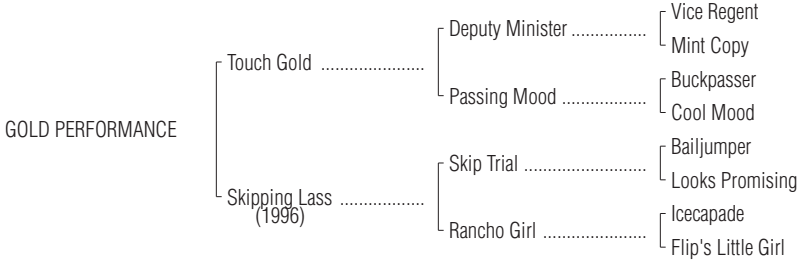 Vice Regent
Deputy Minister ................
Mint Copy
Touch Gold ......................
Buckpasser
Passing Mood ..................
Cool Mood
GOLD PERFORMANCE
Bailjumper
Skip Trial ..........................
Looks Promising
Skipping Lass ..................
(1996)
Icecapade
Rancho Girl ......................
Flip's Little Girl